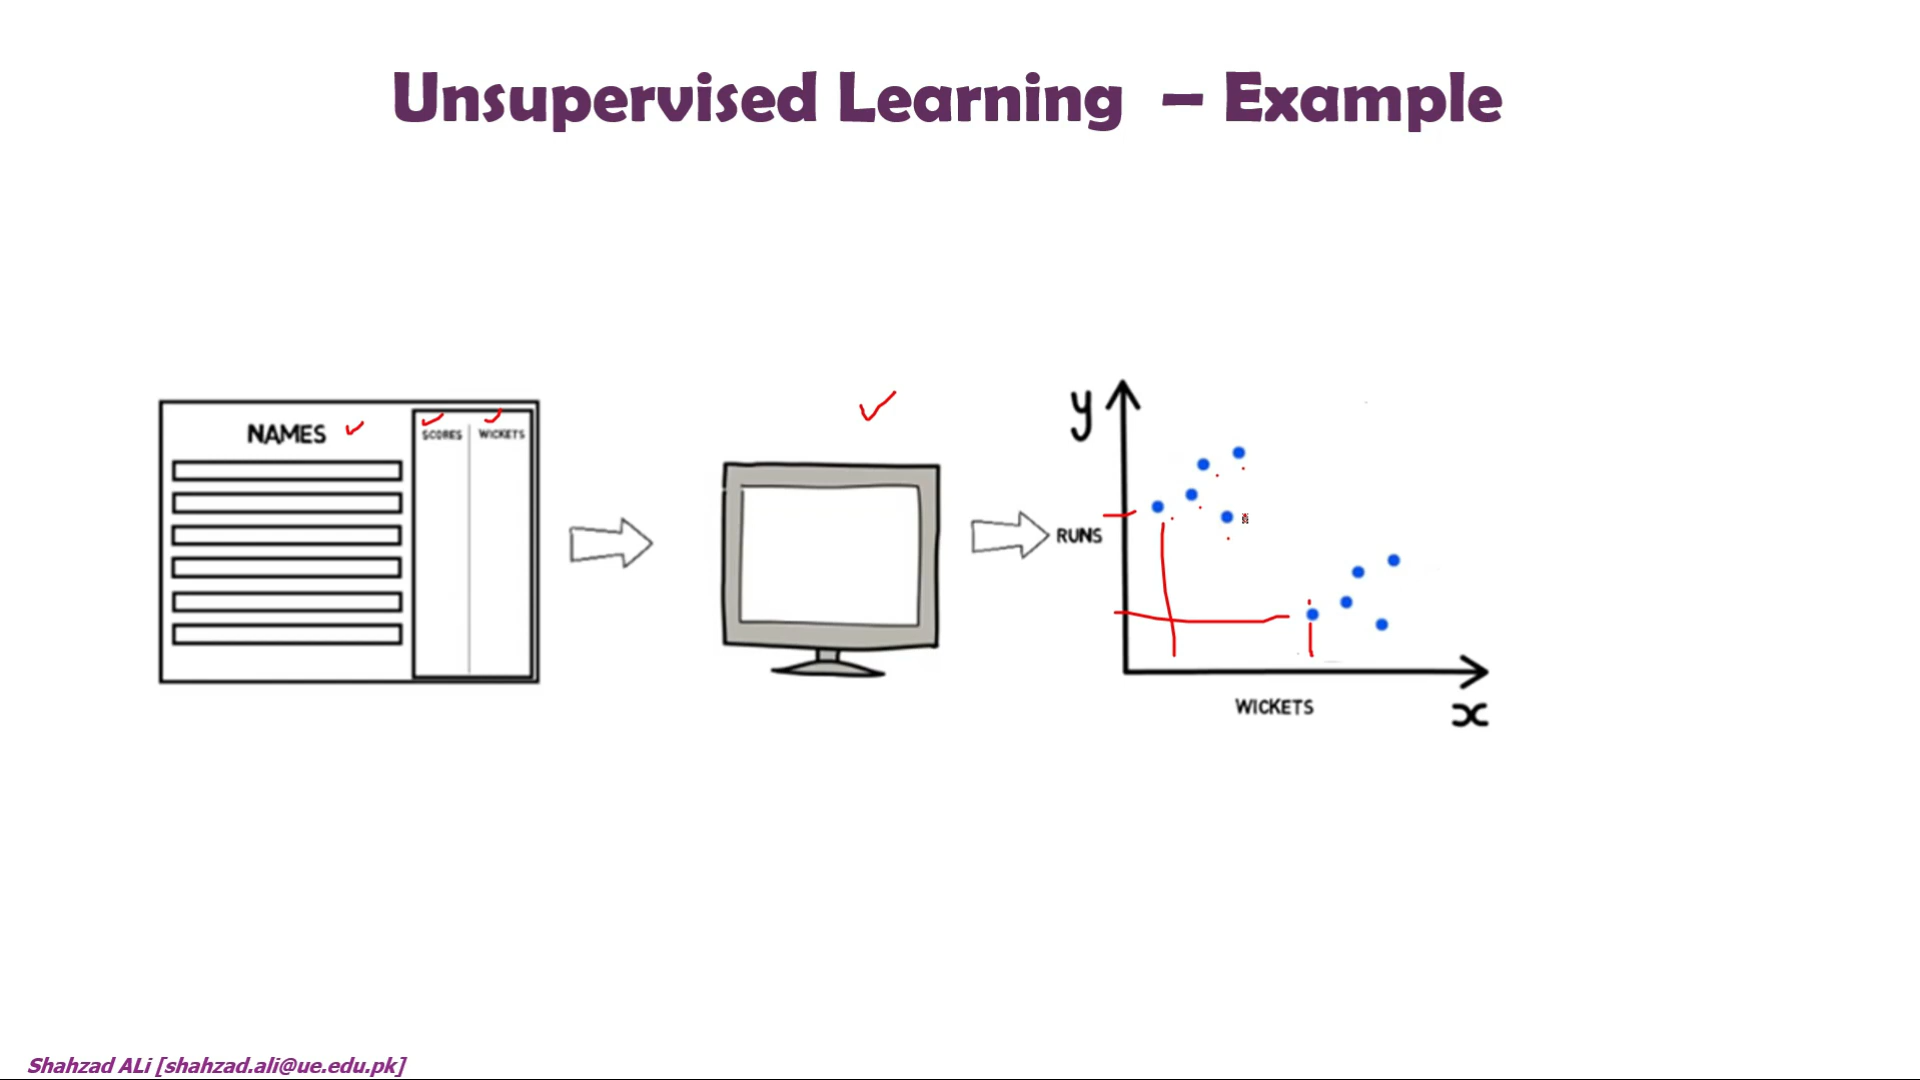 Unsupervised Learning – Example
NAMES
SCORES
WICKETS
y
RUNS
WICKETS
x
Shahzad ALi [shahzad.ali@ue.edu.pk]